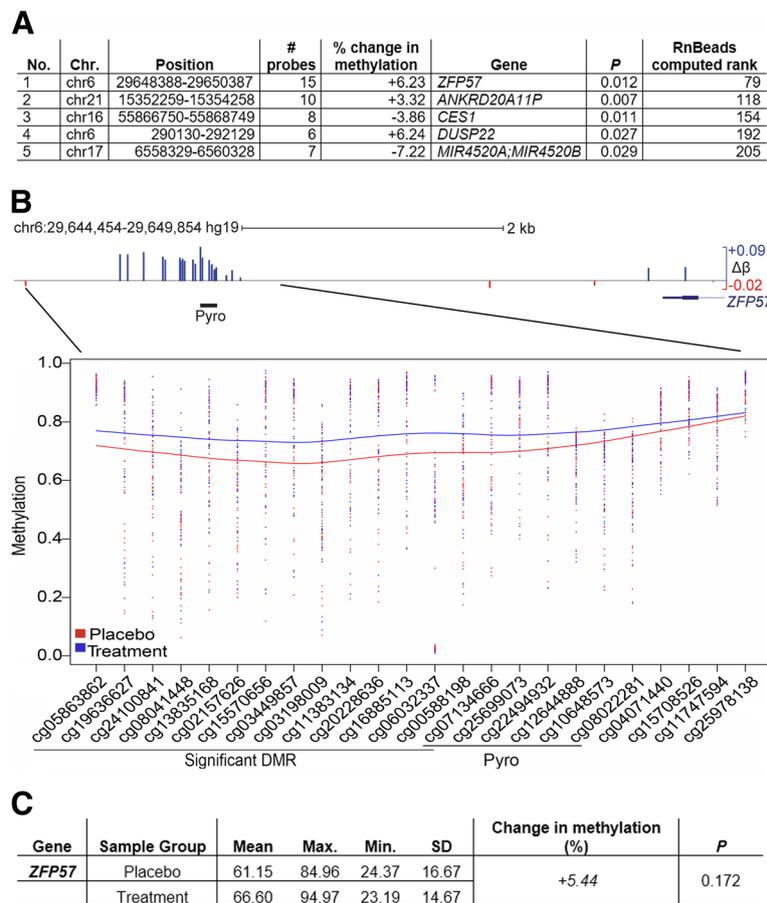 A
No. Chr. Position # probes % change in methylation Gene P RnBeads computed rank
1 chr6 29648388-29650387 15 +6.23 ZFP57 0.012 79
2 chr21 15352259-15354258 10 +3.32 ANKRD20A11P 0.007 118
3 chr16 55866750-55868749 8 -3.86 CES1 0.011 154
4 chr6 290130-292129 6 +6.24 DUSP22 0.027 192
5 chr17 6558329-6560328 7 -7.22 MIR4520A;MIR4520B 0.029 205
B
chr6:29,644,454-29,649,854 hg19 2 kb
+0.09
Δβ
-0.02
ZFP57
Pyro
1.0
0.8
0.6
0.4
0.2
0.0
Methylation
Placebo
Treatment
cg05863862
cg19636627
cg24100841
cg08041448
cg13835168
cg02157626
cg15570656
cg03449857
cg03198009
cg11383134
cg20228636
cg16885113
cg06032337
cg00588198
cg07134666
cg25699073
cg22494932
cg12644888
cg10648573
cg08022281
cg04071440
cg15708526
cg11747594
cg25978138
Significant DMR
Pyro
C
Gene Sample Group Mean Max. Min. SD Change in methylation (%) P
ZFP57 Placebo 61.15 84.96 24.37 16.67 +5.44 0.172
Treatment 66.60 94.97 23.19 14.67